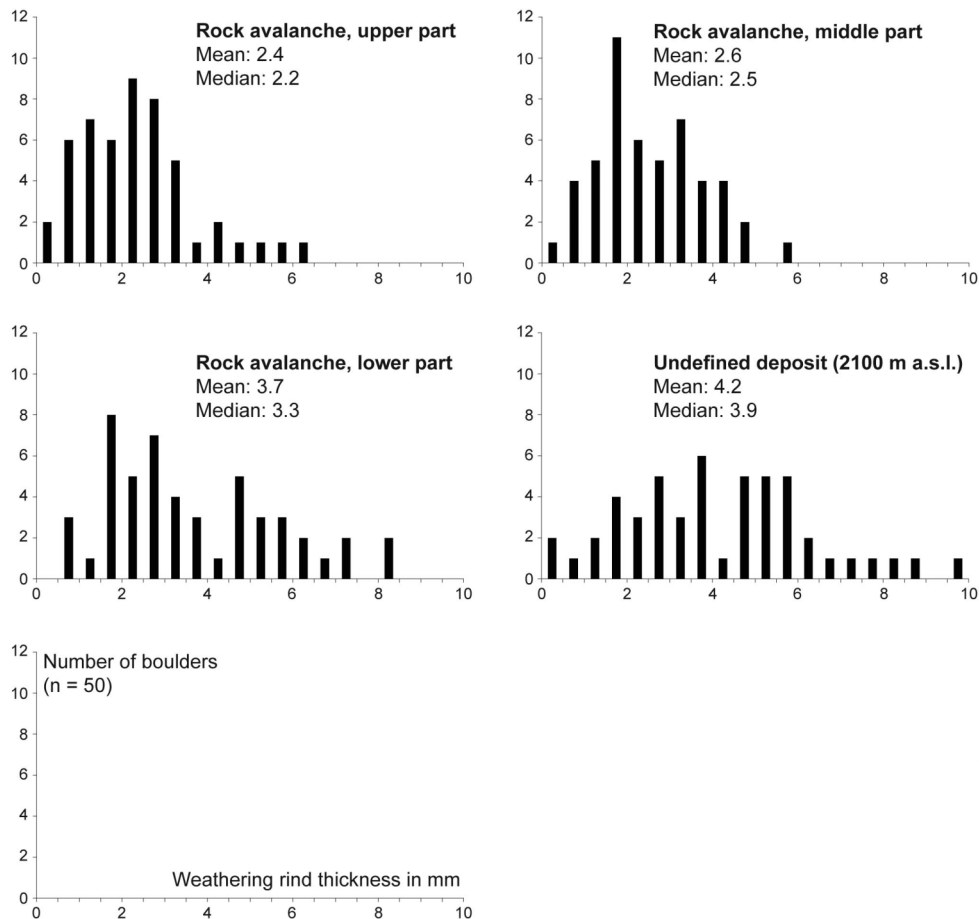 Rock avalanche, upper part
Mean: 2.4
Median: 2.2
12
10
8
6
4
2
0
0 2 4 6 8 10
Rock avalanche, middle part
Mean: 2.6
Median: 2.5
12
10
8
6
4
2
0
0 2 4 6 8 10
Rock avalanche, lower part
Mean: 3.7
Median: 3.3
12
10
8
6
4
2
0
0 2 4 6 8 10
Undefined deposit (2100 m a.s.l.)
Mean: 4.2
Median: 3.9
12
10
8
6
4
2
0
0 2 4 6 8 10
Number of boulders
(n = 50)
12
10
8
6
4
2
0
Weathering rind thickness in mm
0 2 4 6 8 10